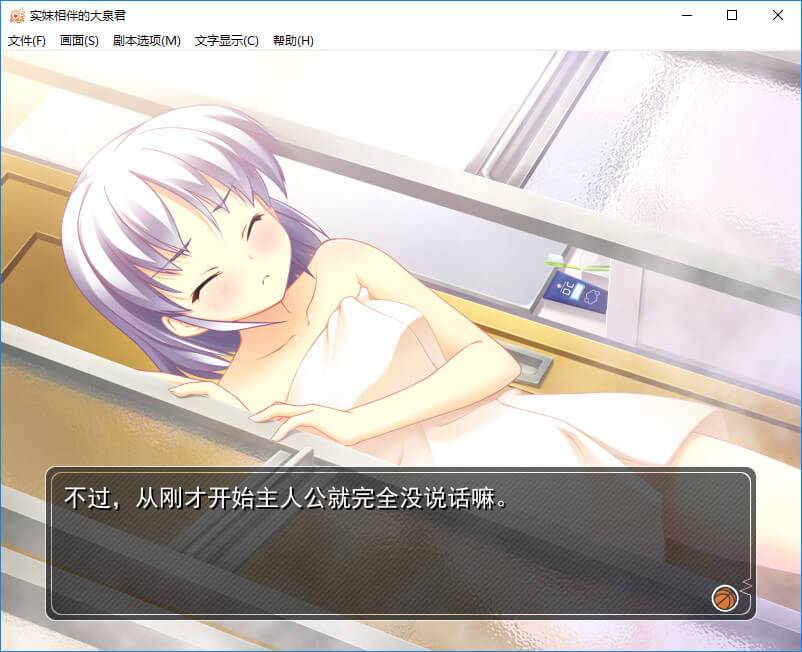 实妹相伴的大泉君
文件(F) 画面(S) 剧本选项(M) 文字显示(C) 帮助(H)
DC
不过，从刚才开始主人公就完全没说话嘛。